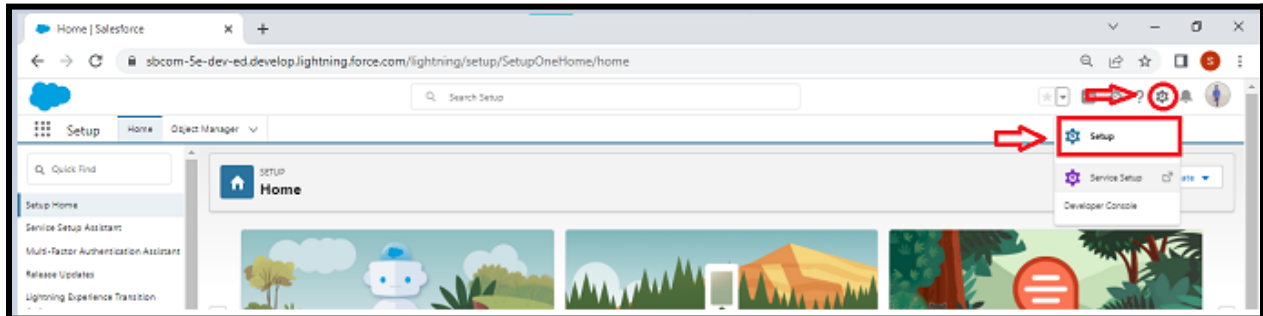 Home | Salesforce
sbcom-5e-dev-ed.develop.lightning.force.com/lightning/setup/SetupOneHome/home
S
Search Setup
?
Setup Home Object Manager
Setup
Quick Find
SETUP
Home
Service Setup ate
Setup Home
Developer Console
Service Setup Assistant
Multi-Factor Authentication Assistant
Release Updates
Lightning Experience Transition